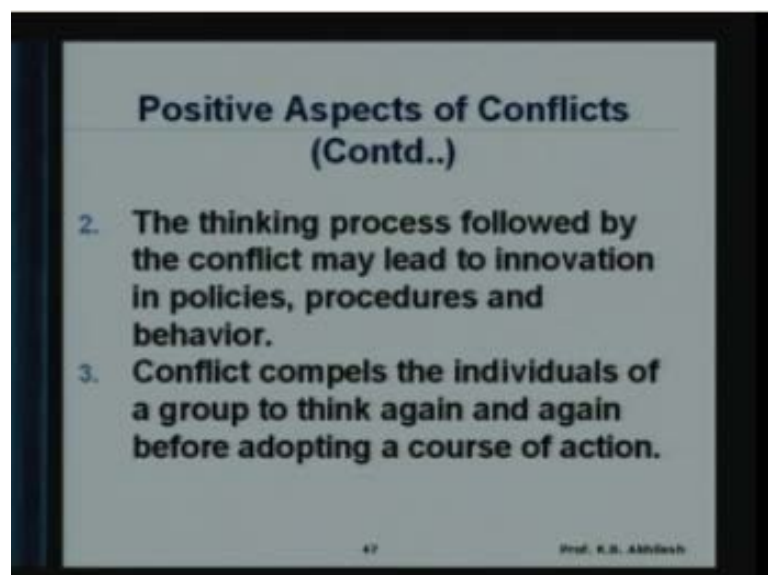 Positive Aspects of Conflicts
(Contd..)
2. The thinking process followed by
the conflict may lead to innovation
in policies, procedures and
behavior.
3. Conflict compels the individuals of
a group to think again and again
before adopting a course of action.
47
Prof. K.B. Akhilesh